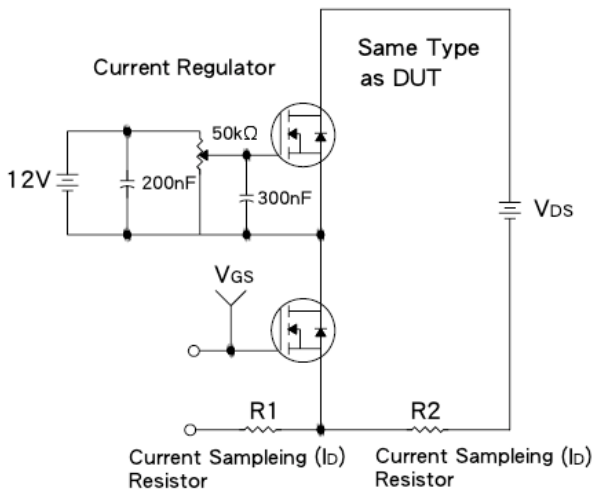 Current Regulator
Same Type
as DUT
50kΩ
12V
200nF
300nF
VDS
VGS
R1
R2
Current Sampleing (ID)
Resistor
Current Sampleing (ID)
Resistor